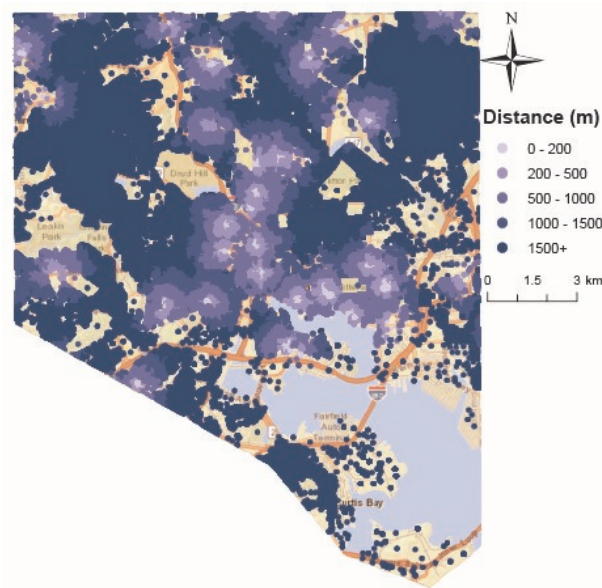 N
Distance (m)
0 - 200
200 - 500
500 - 1000
1000 - 1500
1500+
0 1.5 3 km
Druid Hill
Park
Leakin
Park
Falls
Fairfield
Auto
Terminal
Curtis Bay